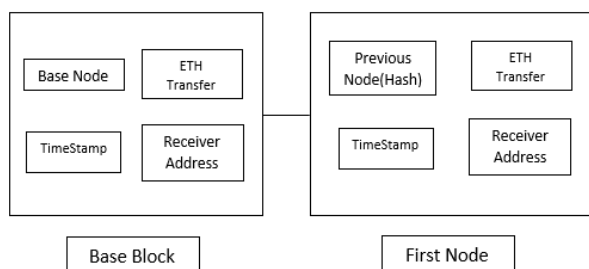 Base Node
ETH
Transfer
TimeStamp
Receiver
Address
Base Block
Previous
Node(Hash)
ETH
Transfer
TimeStamp
Receiver
Address
First Node